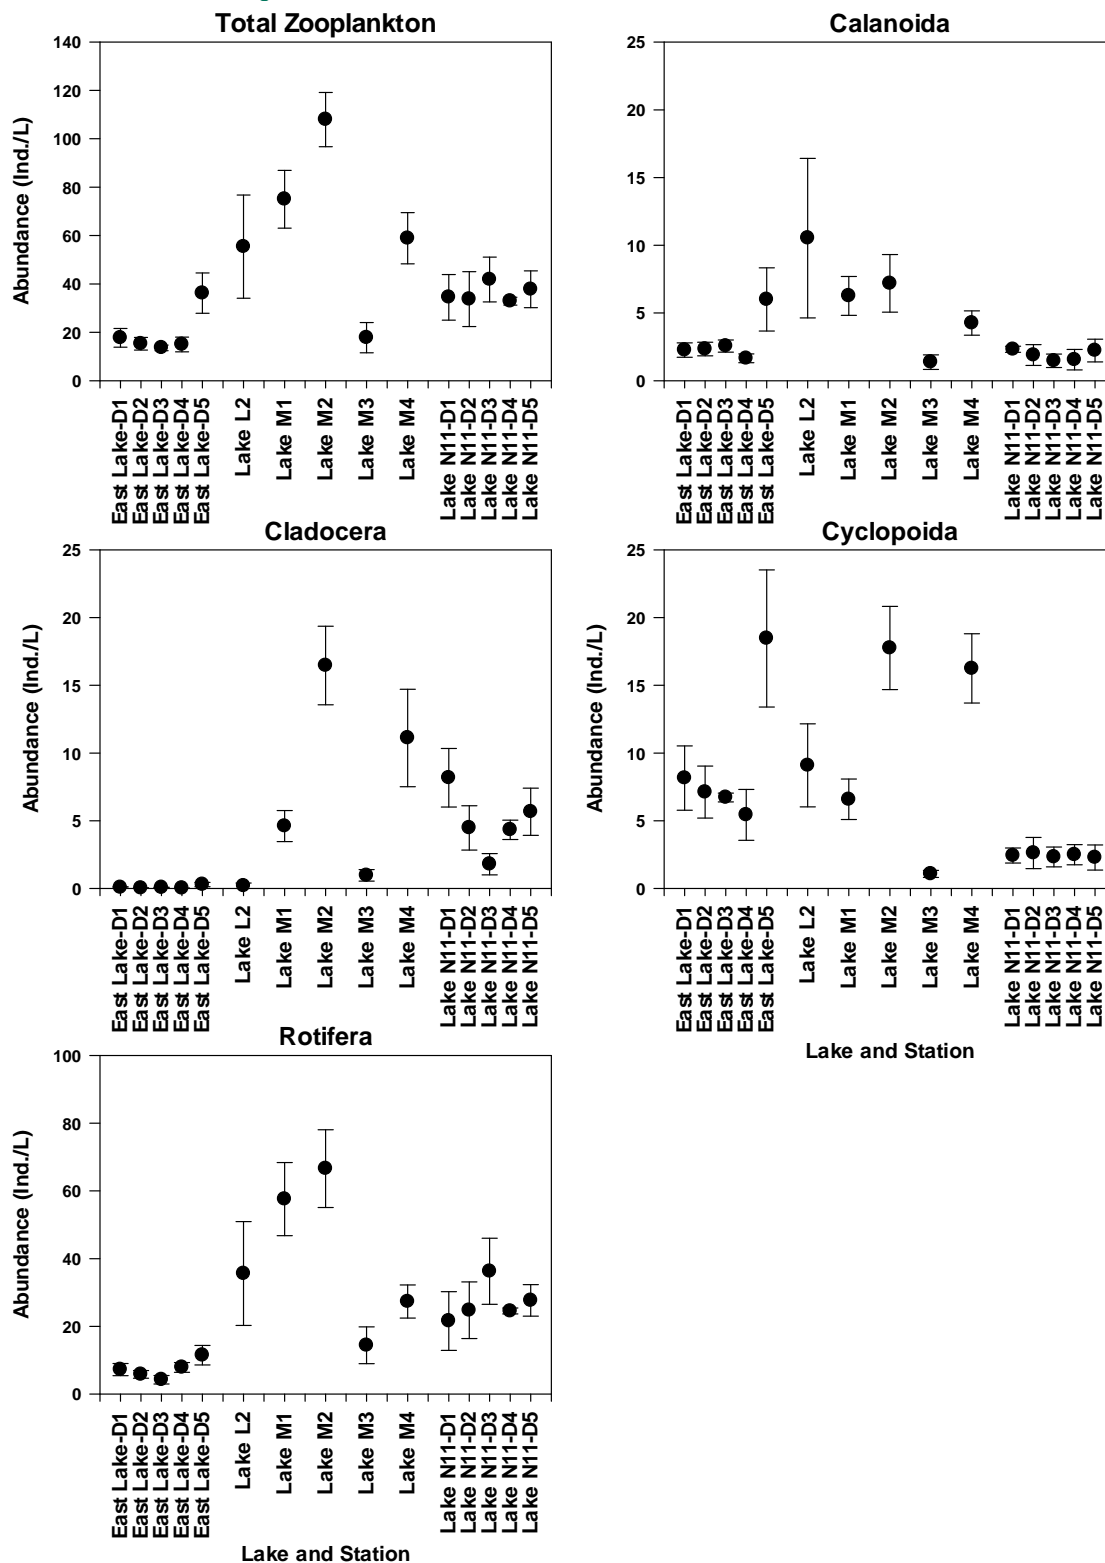 Total Zooplankton
Abundance (Ind./L)
140
120
100
80
60
40
20
0
East Lake-D1
East Lake-D2
East Lake-D3
East Lake-D4
East Lake-D5
Lake L2
Lake M1
Lake M2
Lake M3
Lake M4
Lake N11-D1
Lake N11-D2
Lake N11-D3
Lake N11-D4
Lake N11-D5
Calanoida
25
20
15
10
5
0
East Lake-D1
East Lake-D2
East Lake-D3
East Lake-D4
East Lake-D5
Lake L2
Lake M1
Lake M2
Lake M3
Lake M4
Lake N11-D1
Lake N11-D2
Lake N11-D3
Lake N11-D4
Lake N11-D5
Cladocera
Abundance (Ind./L)
25
20
15
10
5
0
East Lake-D1
East Lake-D2
East Lake-D3
East Lake-D4
East Lake-D5
Lake L2
Lake M1
Lake M2
Lake M3
Lake M4
Lake N11-D1
Lake N11-D2
Lake N11-D3
Lake N11-D4
Lake N11-D5
Cyclopoida
Abundance (Ind./L)
25
20
15
10
5
0
East Lake-D1
East Lake-D2
East Lake-D3
East Lake-D4
East Lake-D5
Lake L2
Lake M1
Lake M2
Lake M3
Lake M4
Lake N11-D1
Lake N11-D2
Lake N11-D3
Lake N11-D4
Lake N11-D5
Lake and Station
Rotifera
Abundance (Ind./L)
100
80
60
40
20
0
East Lake-D1
East Lake-D2
East Lake-D3
East Lake-D4
East Lake-D5
Lake L2
Lake M1
Lake M2
Lake M3
Lake M4
Lake N11-D1
Lake N11-D2
Lake N11-D3
Lake N11-D4
Lake N11-D5
Lake and Station